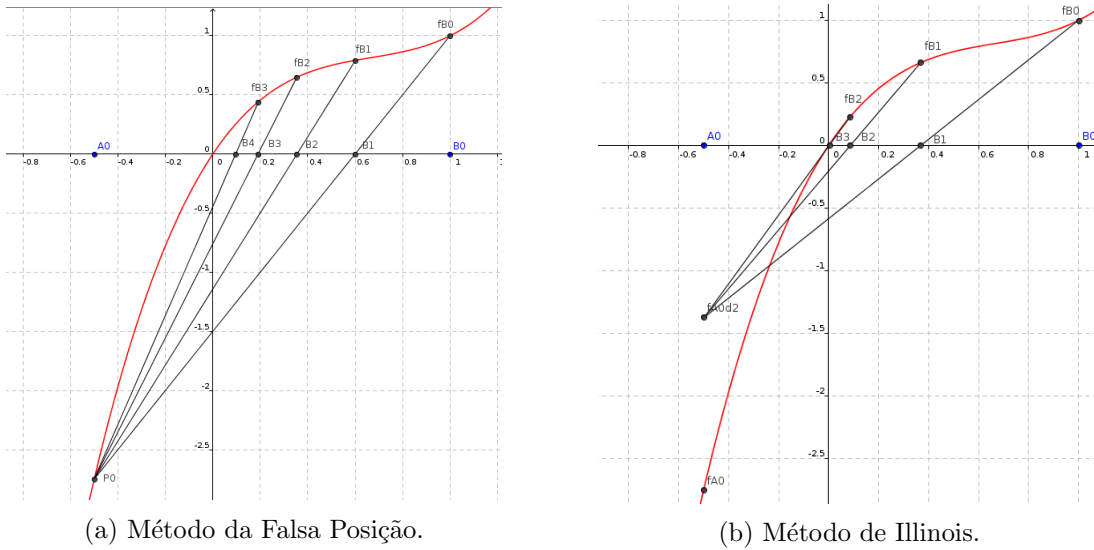 fB0
fB1
fB2
fB3
1
0.5
0
-0.5
-1
-1.5
-2
-2.5
A0
B4
B3
B2
B1
B0
-0.8
-0.6
-0.4
-0.2
0.2
0.4
0.6
0.8
1
P0
(a) Método da Falsa Posição.
fB0
fB1
fB2
1
0.5
0
-0.5
-1
-1.5
-2
-2.5
A0
B3
B2
B1
B0
-0.8
-0.6
-0.4
-0.2
0.2
0.4
0.6
0.8
1
fA0d2
fA0
(b) Método de Illinois.